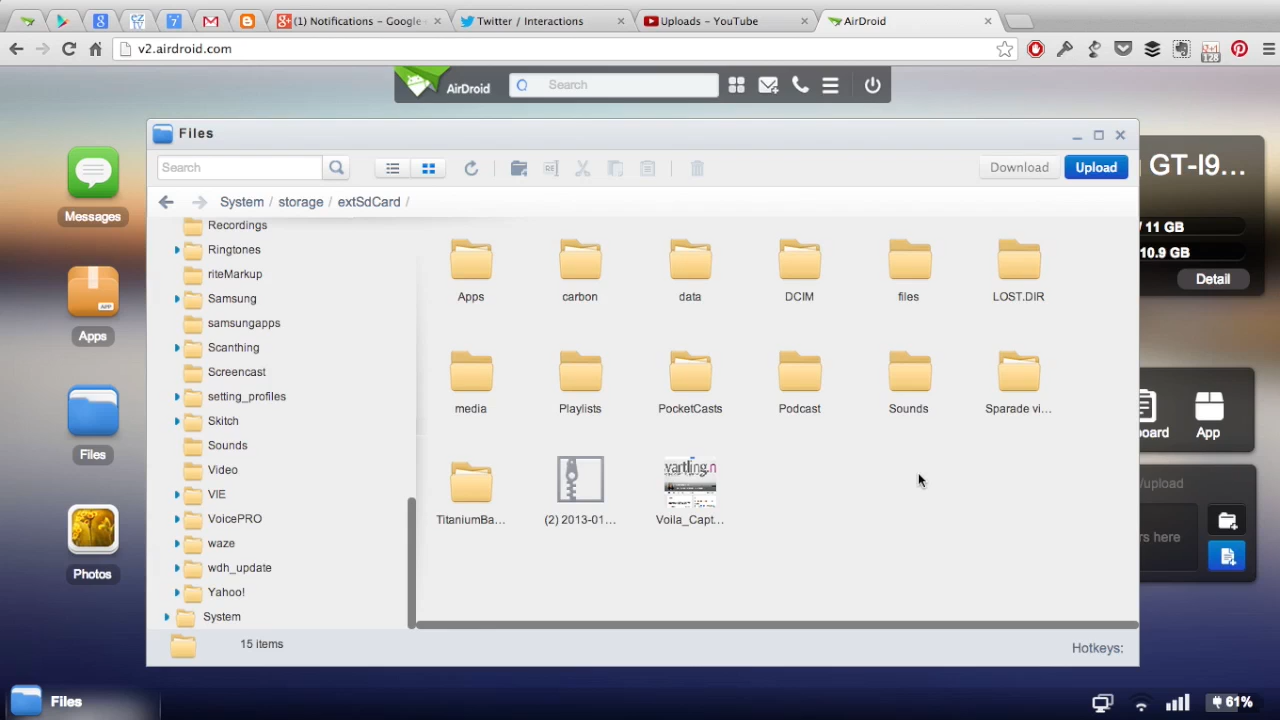 (1) Notifications - Google
Twitter / Interactions
Uploads - YouTube
AirDroid
v2.airdroid.com
128
AirDroid
Search
Files
Search
Download
Upload
System / storage / extSdCard /
GT-I9...
/ 11 GB
10.9 GB
Detail
Messages
Apps
Files
Photos
Recordings
Ringtones
riteMarkup
Samsung
samsungapps
Scanthing
Screencast
setting_profiles
Skitch
Sounds
Video
VIE
VoicePRO
waze
wdh_update
Yahoo!
System
Apps
carbon
data
DCIM
files
LOST.DIR
media
Playlists
PocketCasts
Podcast
Sounds
Sparade vi...
vartling.n
TitaniumBa...
(2) 2013-01...
Voila_Capt...
board
App
/upload
rs here
15 items
Hotkeys:
Files
61%